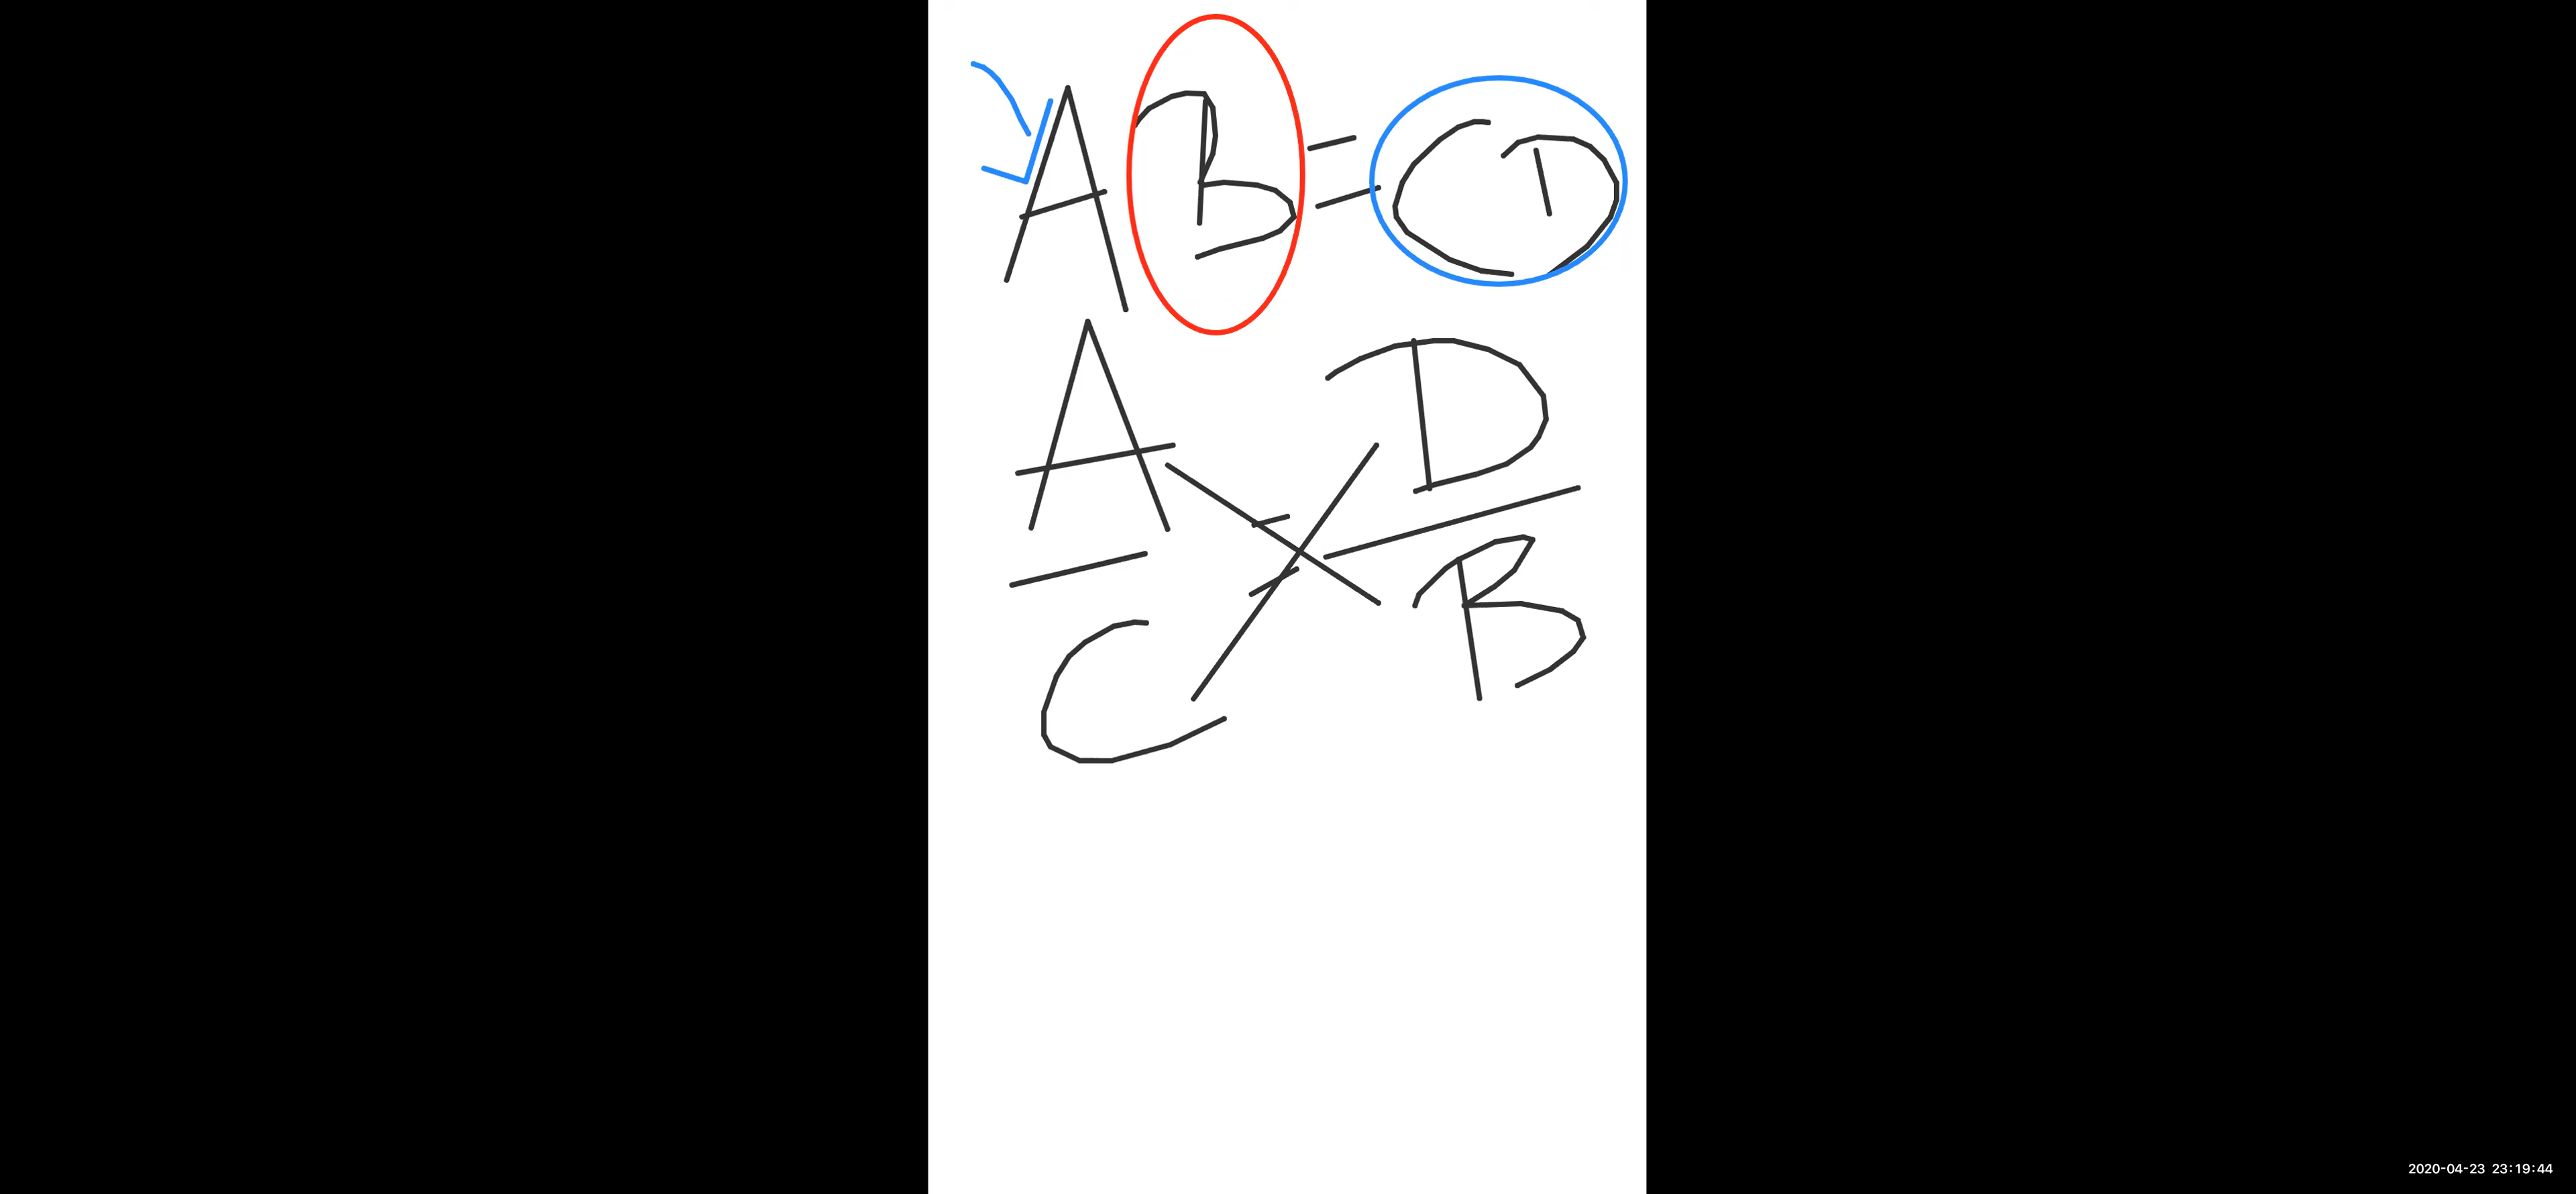 AB = CD
A/C = D/B
2020-04-23 23:19:44